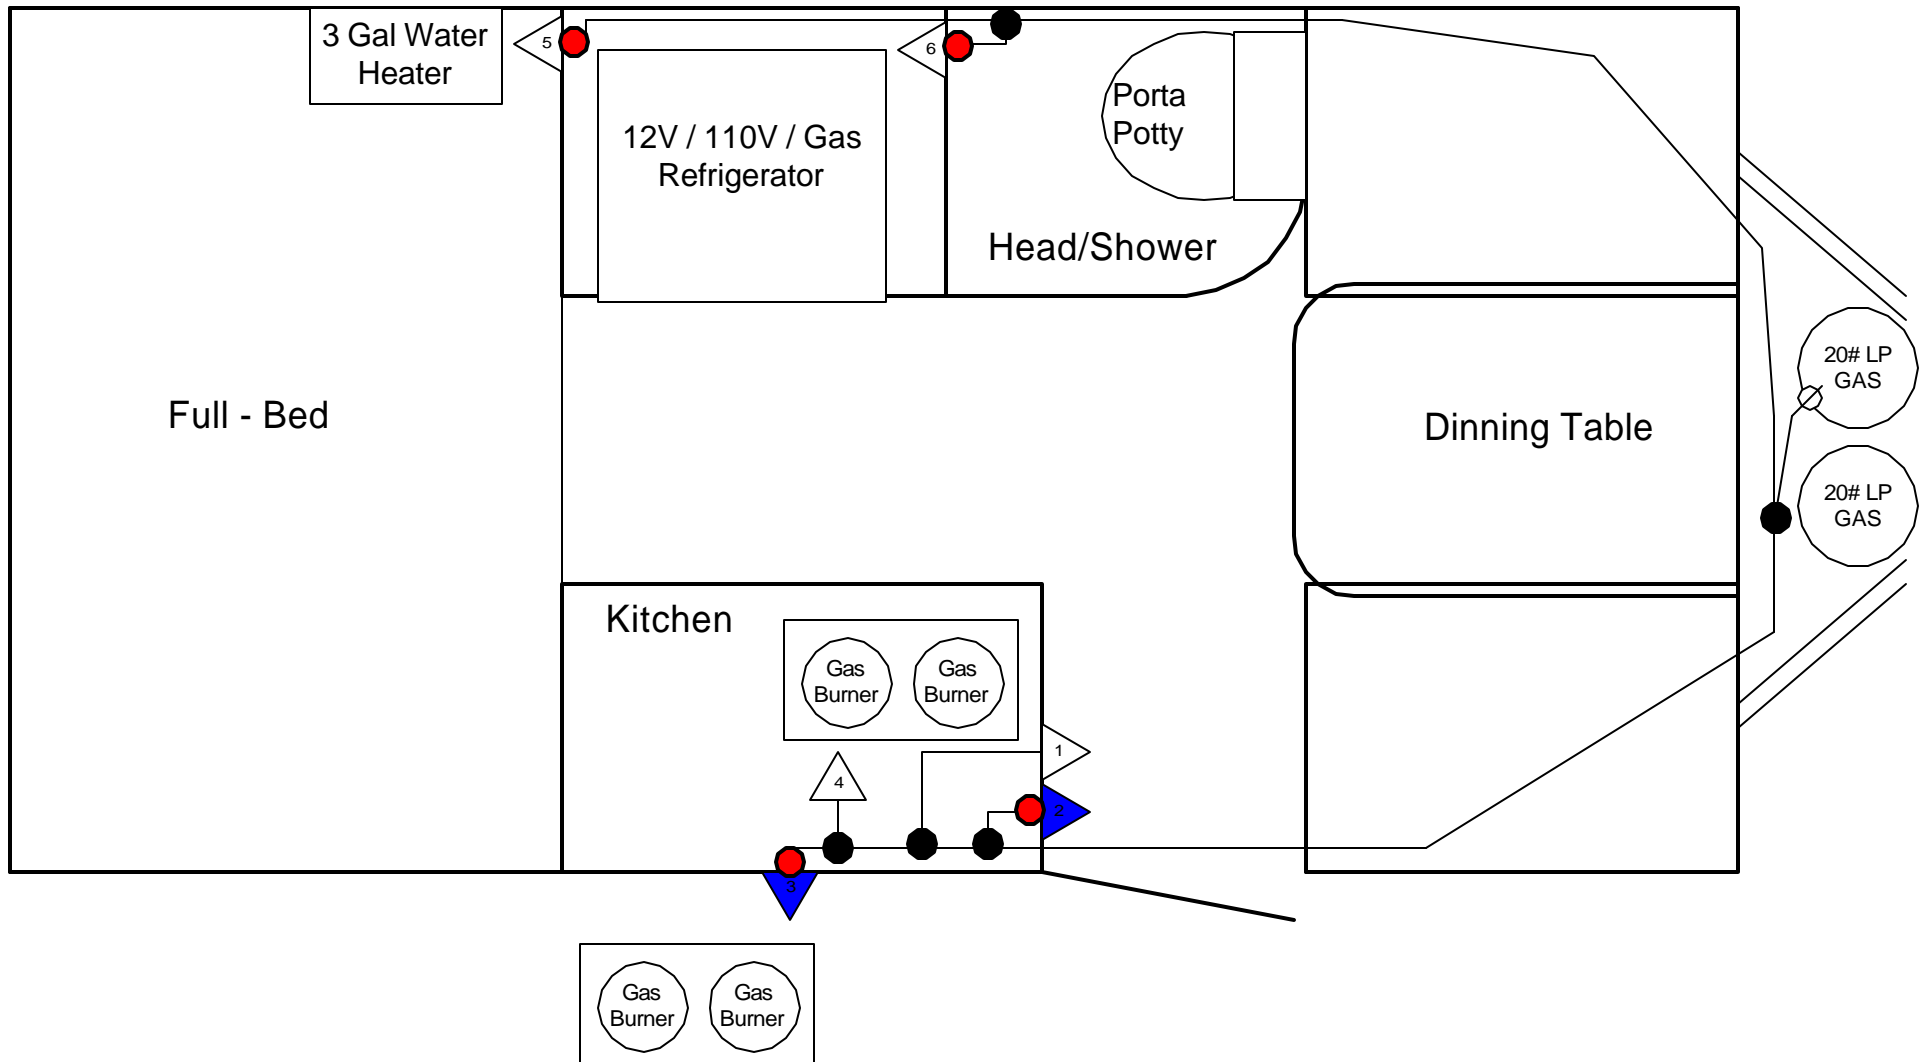 3 Gal Water
Heater
5
6
12V / 110V / Gas
Refrigerator
Porta
Potty
Head/Shower
20# LP
GAS
Full - Bed
Dinning Table
20# LP
GAS
Kitchen
Gas
Burner
Gas
Burner
1
4
2
3
Gas
Burner
Gas
Burner